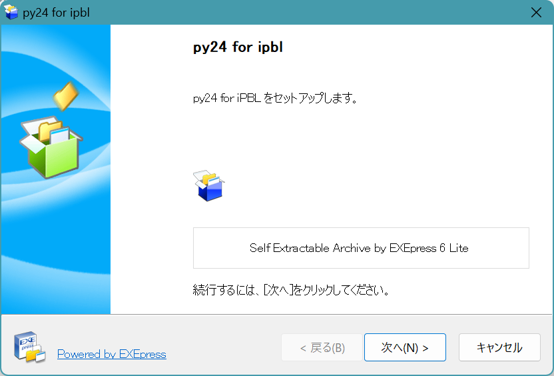 py24 for ipbl
py24 for ipbl
py24 for iPBL をセットアップします。
Self Extractable Archive by EXEpress 6 Lite
続行するには、[次へ]をクリックしてください。
EXE
press
Powered by EXEpress
< 戻る(B)
次へ(N) >
キャンセル